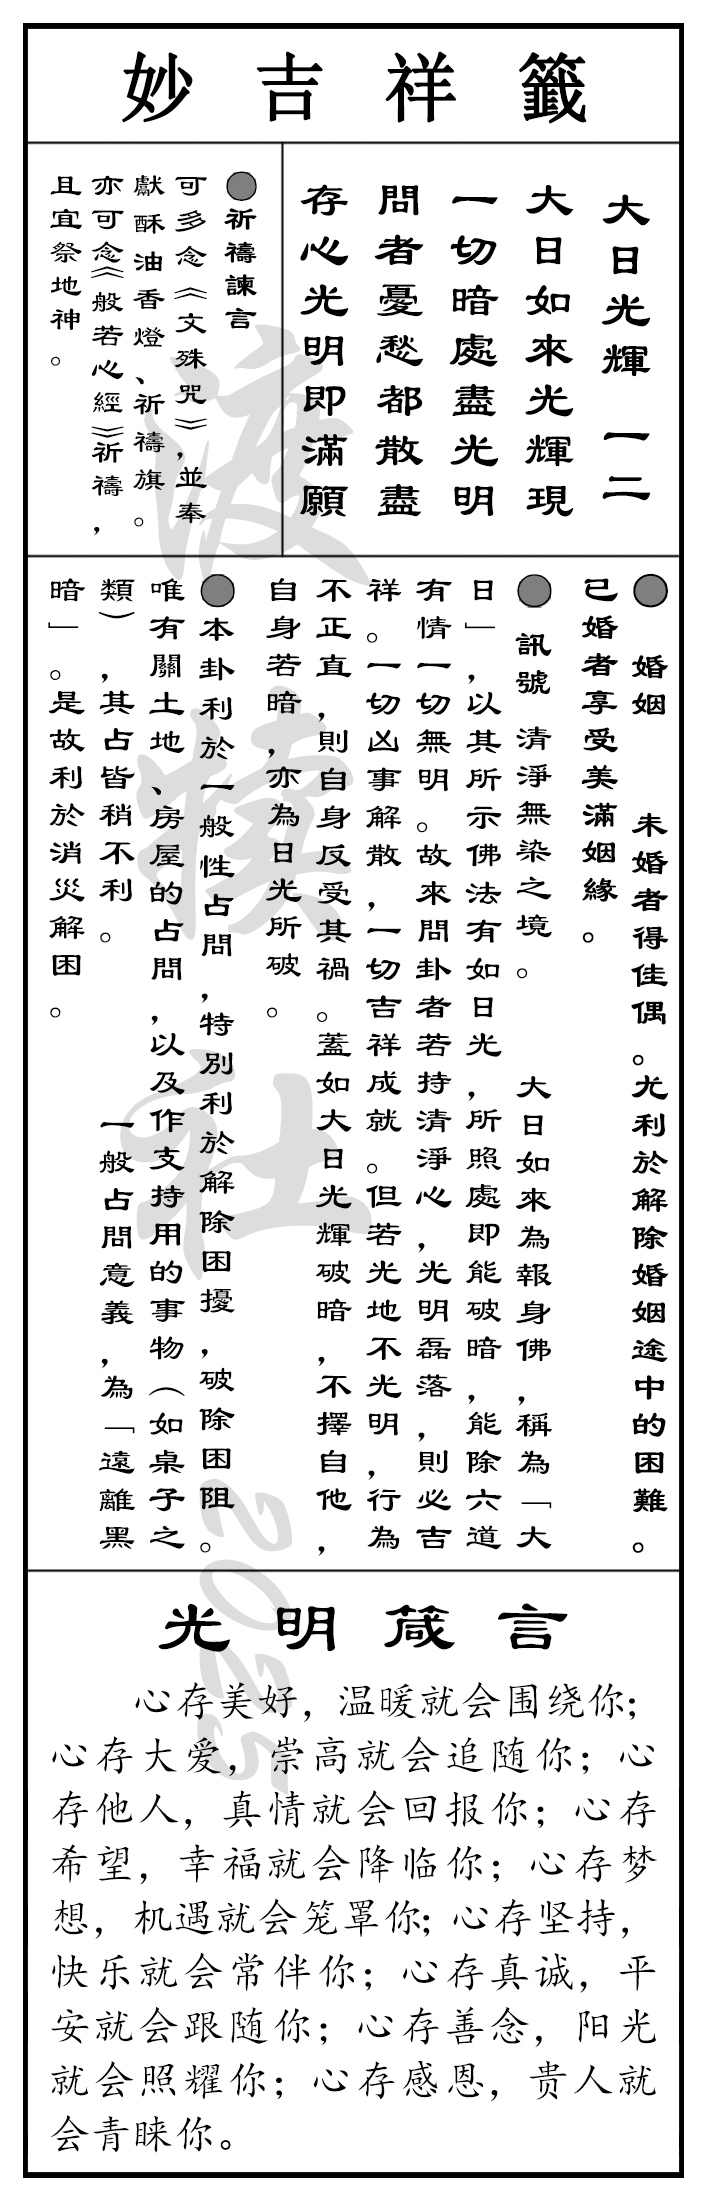 妙吉祥籤
大日光輝 一二
大日如來光輝現
一切暗處盡光明
問者憂愁都散盡
存心光明即滿願
●祈禱諫言
可多念《文殊咒》，並奉
獻酥油香燈、祈禱旗。
亦可念《般若心經》祈禱，
且宜祭地神。
● 婚姻 未婚者得佳偶。尤利於解除婚姻途中的困難。
已婚者享受美滿姻緣。
● 訊號 清淨無染之境。 大日如來為報身佛，稱為「大
日」，以其所示佛法有如日光，所照處即能破暗，能除六道
有情一切無明。故來問卦者若持清淨心，光明磊落，則必吉
祥。一切凶事解散，一切吉祥成就。但若光地不光明，行為
不正直，則自身反受其禍。蓋如大日光輝破暗，不擇自他，
自身若暗，亦為日光所破。
●本卦利於一般性占問，特別利於解除困擾，破除困阻。
唯有關土地、房屋的占問，以及作支持用的事物（如桌子之
類），其占皆稍不利。 一般占問意義，為「遠離黑
暗」。是故利於消災解困。
光明箴言
心存美好，温暖就会围绕你；
心存大爱，崇高就会追随你；心
存他人，真情就会回报你；心存
希望，幸福就会降临你；心存梦
想，机遇就会笼罩你；心存坚持，
快乐就会常伴你；心存真诚，平
安就会跟随你；心存善念，阳光
就会照耀你；心存感恩，贵人就
会青睐你。
渡犊社2025